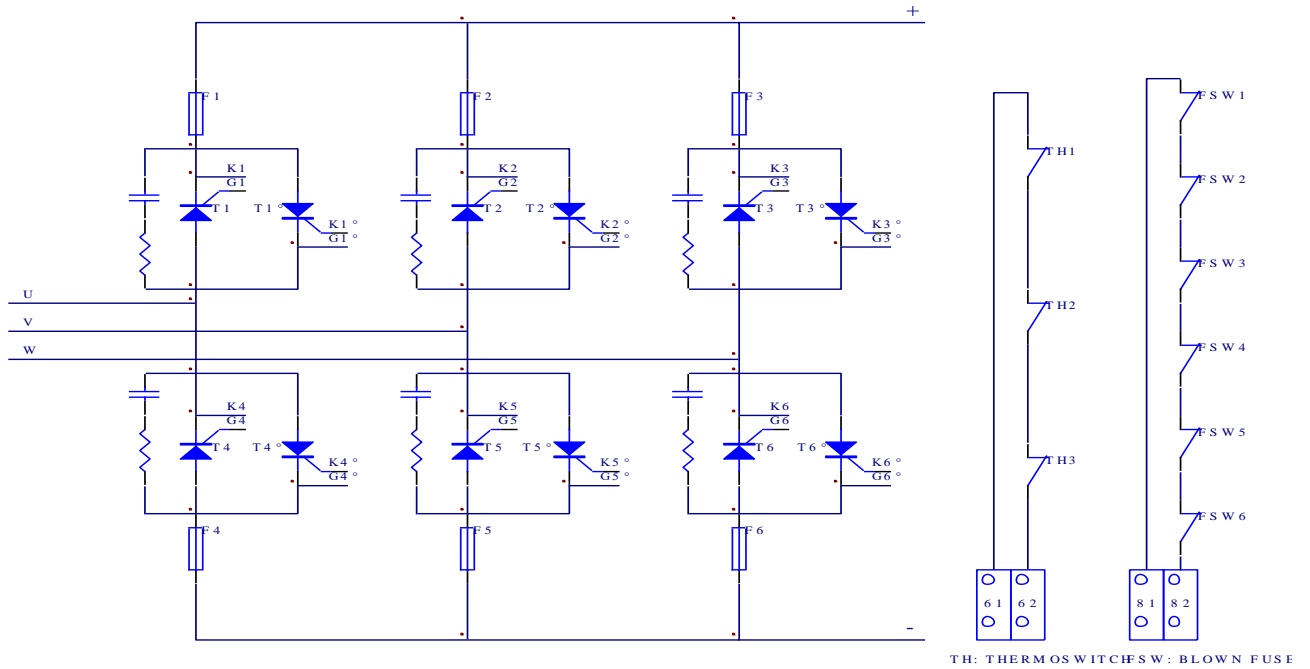 +
F1 F2 F3
FSW1
TH1
K1 K2 K3
G1 G2 G3
FSW2
T1 T1° T2 T2° T3 T3°
K1° K2° K3°
G1° G2° G3°
FSW3
U
TH2
V
W
FSW4
K4 K5 K6
G4 G5 G6
FSW5
T4 T4° T5 T5° T6 T6°
K4° K5° K6°
TH3
G4° G5° G6°
FSW6
F4 F5 F6
61 62 81 82
-
TH: THERMOSWITCH FSW: BLOWN FUSE